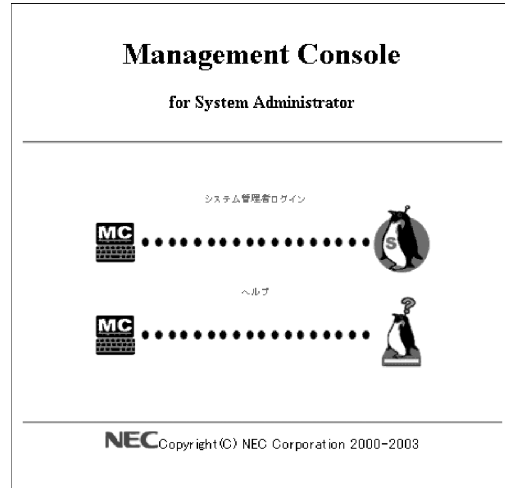 Management Console
for System Administrator
システム管理者ログイン
MC
S
ヘルプ
MC
?
NEC Copyright(C) NEC Corporation 2000-2003